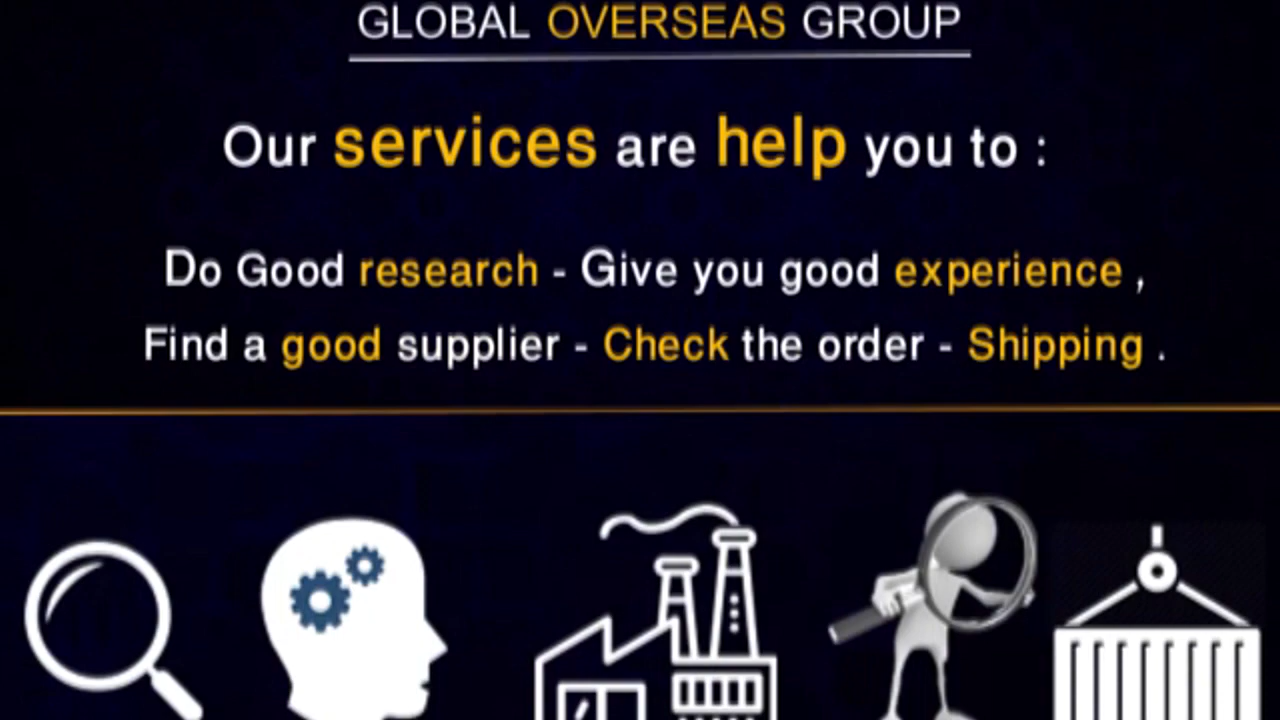 GLOBAL OVERSEAS GROUP
Our services are help you to :
Do Good research - Give you good experience ,
Find a good supplier - Check the order - Shipping .